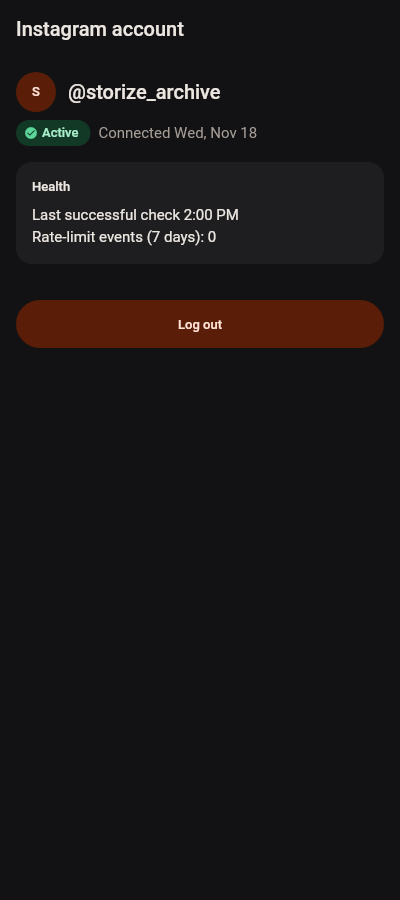 Instagram account
S
@storize_archive
Active Connected Wed, Nov 18
Health
Last successful check 2:00 PM
Rate-limit events (7 days): 0
Log out